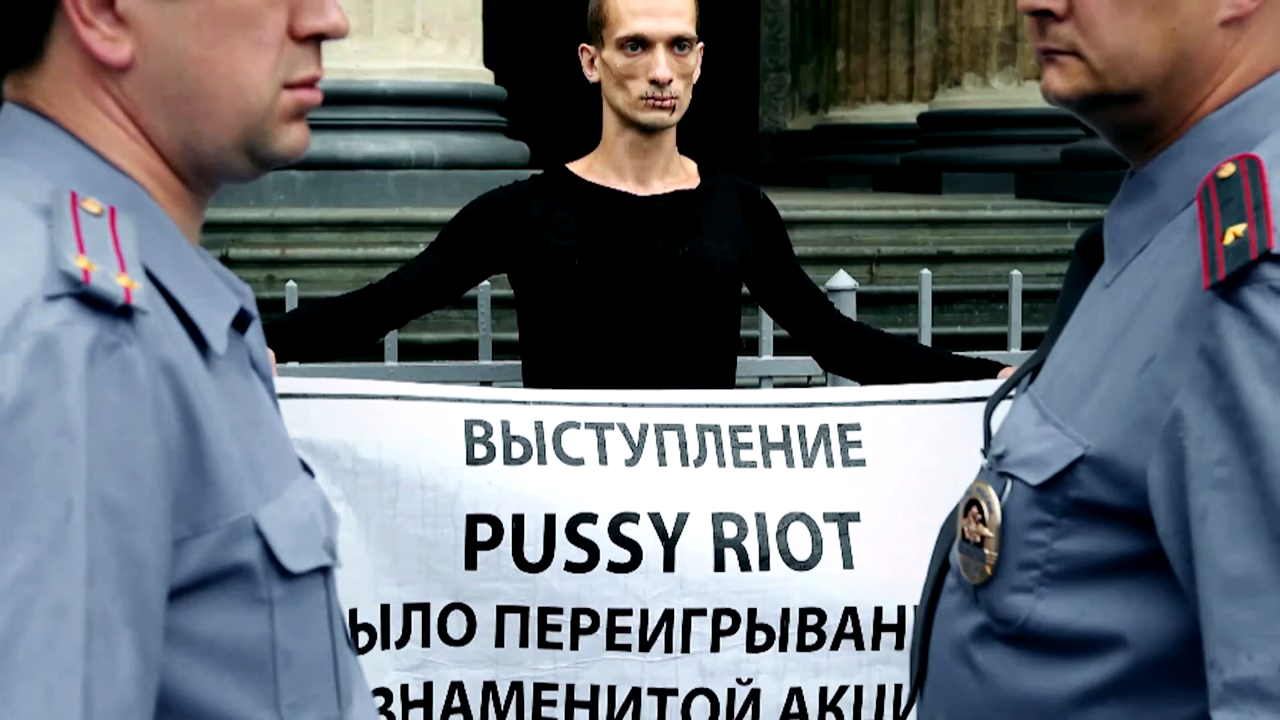 ВЫСТУПЛЕНИЕ
PUSSY RIOT
ЫЛО ПЕРЕИГРЫВАН
ЗНАМЕНИТОЙ АКЦИ